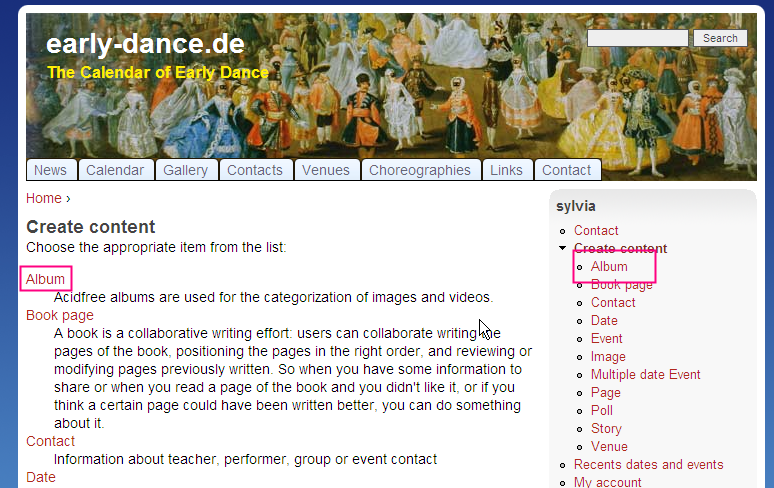 early-dance.de
Search
The Calendar of Early Dance
News
Calendar
Gallery
Contacts
Venues
Choreographies
Links
Contact
Home ›
Create content
Choose the appropriate item from the list:
Album
Acidfree albums are used for the categorization of images and videos.
Book page
A book is a collaborative writing effort: users can collaborate writing the
pages of the book, positioning the pages in the right order, and reviewing or
modifying pages previously written. So when you have some information to
share or when you read a page of the book and you didn't like it, or if you
think a certain page could have been written better, you can do something
about it.
Contact
Information about teacher, performer, group or event contact
Date
sylvia
Contact
Create content
Album
Book page
Contact
Date
Event
Image
Multiple date Event
Page
Poll
Story
Venue
Recents dates and events
My account